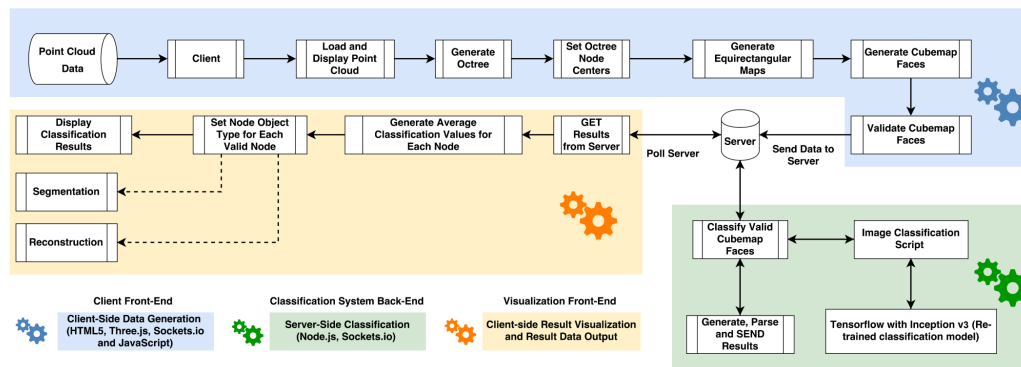 Point Cloud
Data
Client
Load and
Display Point
Cloud
Generate
Octree
Set Octree
Node
Centers
Generate
Equirectangular
Maps
Generate Cubemap
Faces
Validate Cubemap
Faces
Send Data to
Server
Server
Poll Server
GET
Results
from Server
Generate Average
Classification Values for
Each Node
Set Node Object
Type for Each
Valid Node
Display
Classification
Results
Segmentation
Reconstruction
Classify Valid
Cubemap
Faces
Image Classification
Script
Generate, Parse
and SEND
Results
Tensorflow with Inception v3 (Re-
trained classification model)
Client Front-End
Client-Side Data Generation
(HTML5, Three.js, Sockets.io
and JavaScript)
Classification System Back-End
Server-Side Classification
(Node.js, Sockets.io)
Visualization Front-End
Client-side Result Visualization
and Result Data Output